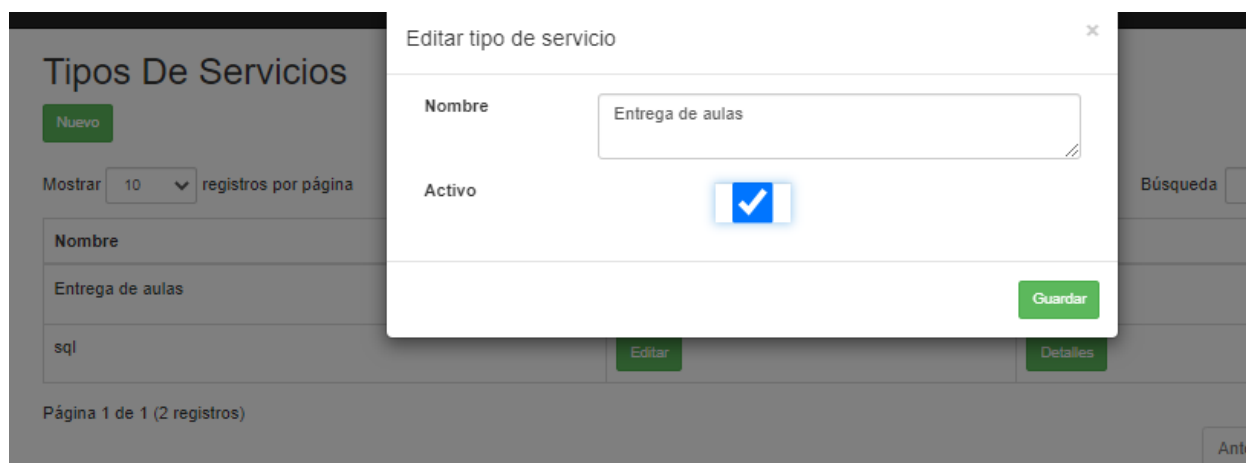 Editar tipo de servicio ×
Tipos De Servicios
Nuevo
Nombre Entrega de aulas
Mostrar 10 registros por página
Activo
Búsqueda
Nombre
Entrega de aulas
Guardar
sql Editar Detalles
Página 1 de 1 (2 registros)